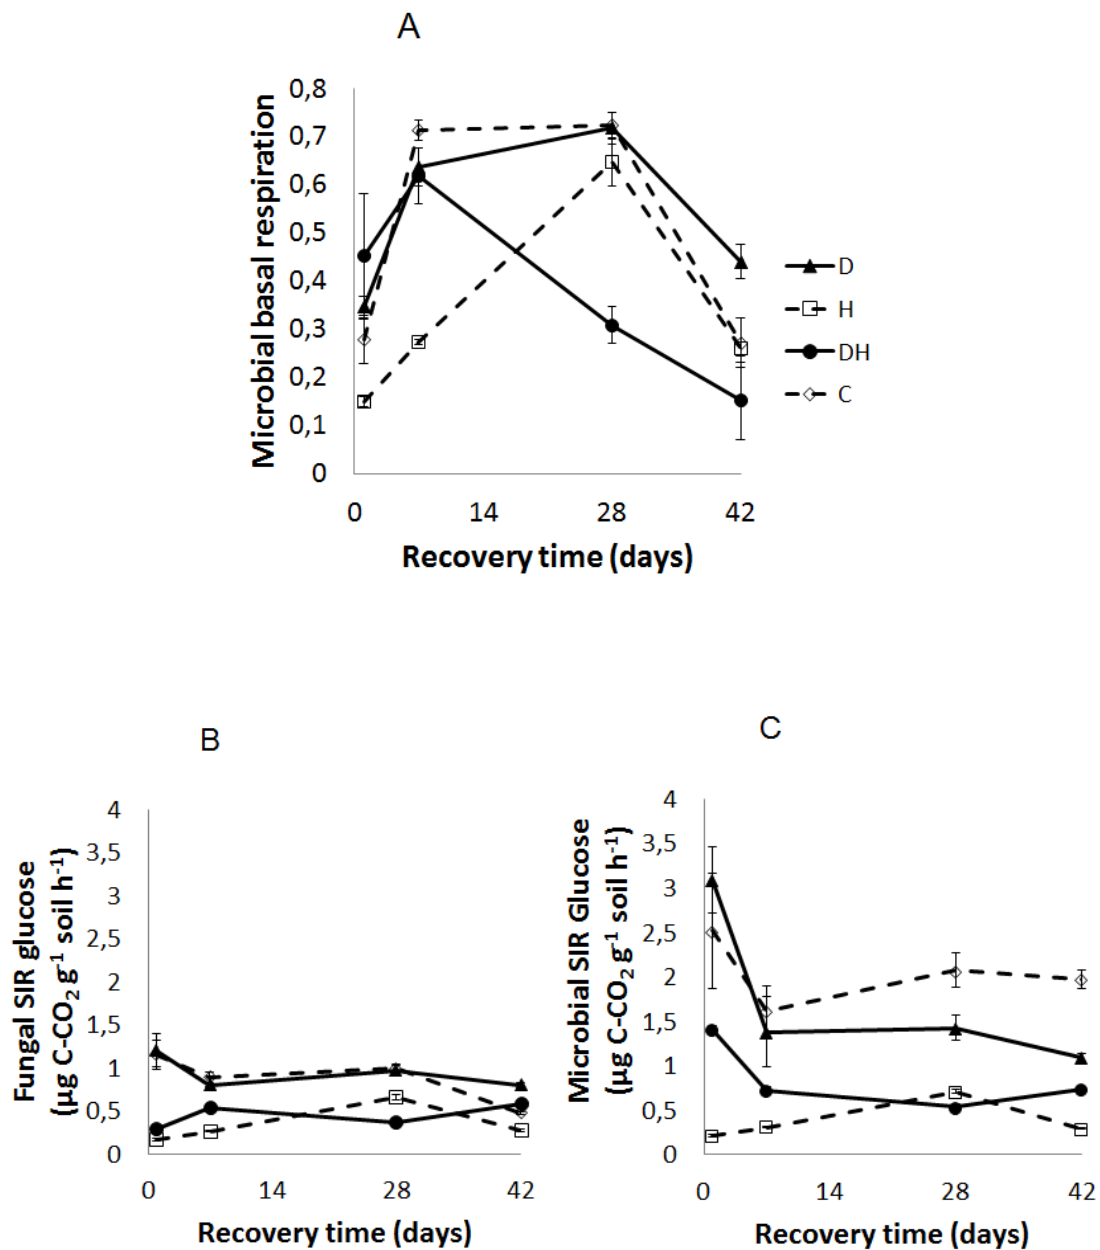 A
Microbial basal respiration
0,8
0,7
0,6
0,5
0,4
0,3
0,2
0,1
0
0 14 28 42
Recovery time (days)
D
H
DH
C
B
Fungal SIR glucose
(µg C-CO₂ g⁻¹ soil h⁻¹)
4
3,5
3
2,5
2
1,5
1
0,5
0
0 14 28 42
Recovery time (days)
C
Microbial SIR Glucose
(µg C-CO₂ g⁻¹ soil h⁻¹)
4
3,5
3
2,5
2
1,5
1
0,5
0
0 14 28 42
Recovery time (days)